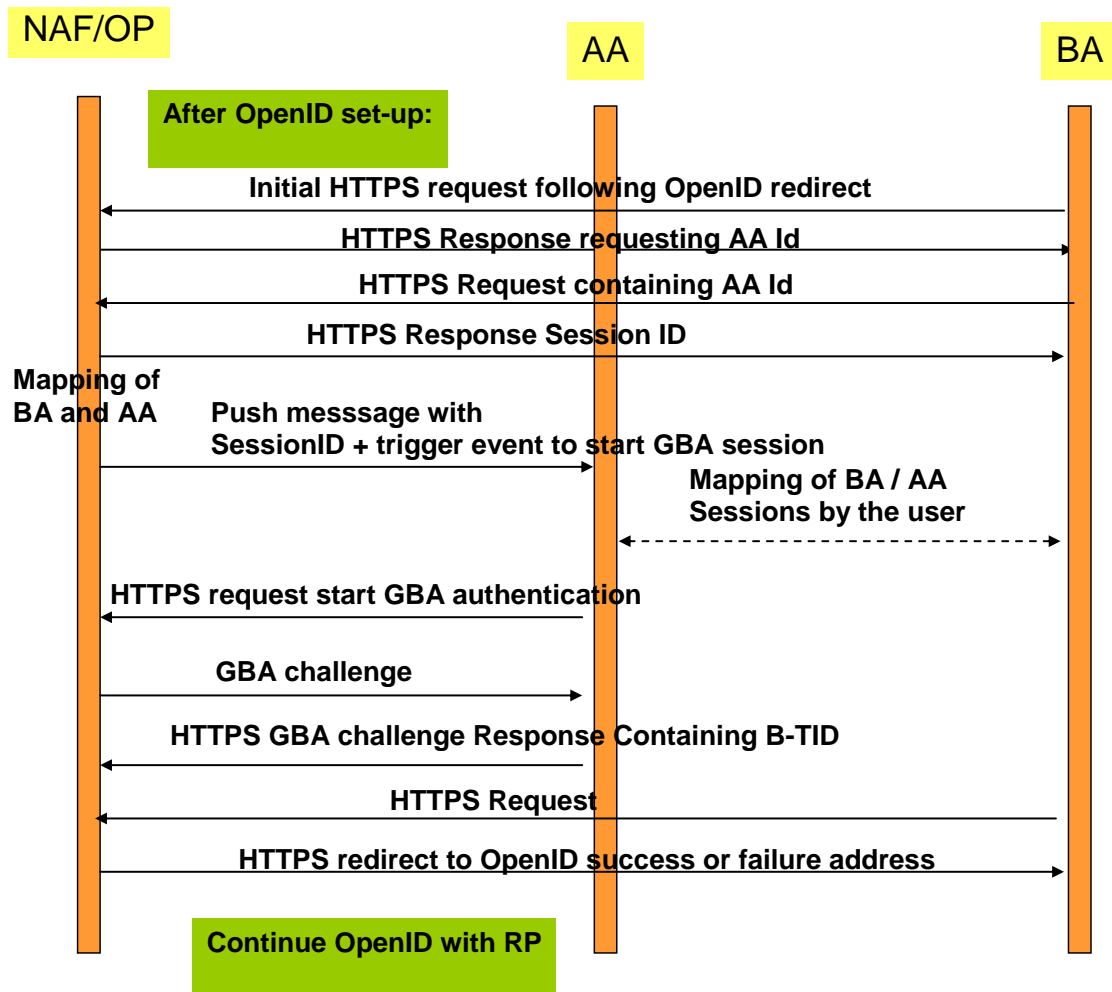 NAF/OP
AA
BA
After OpenID set-up:
Initial HTTPS request following OpenID redirect
HTTPS Response requesting AA Id
HTTPS Request containing AA Id
HTTPS Response Session ID
Mapping of
BA and AA
Push messsage with
SessionID + trigger event to start GBA session
Mapping of BA / AA
Sessions by the user
HTTPS request start GBA authentication
GBA challenge
HTTPS GBA challenge Response Containing B-TID
HTTPS Request
HTTPS redirect to OpenID success or failure address
Continue OpenID with RP